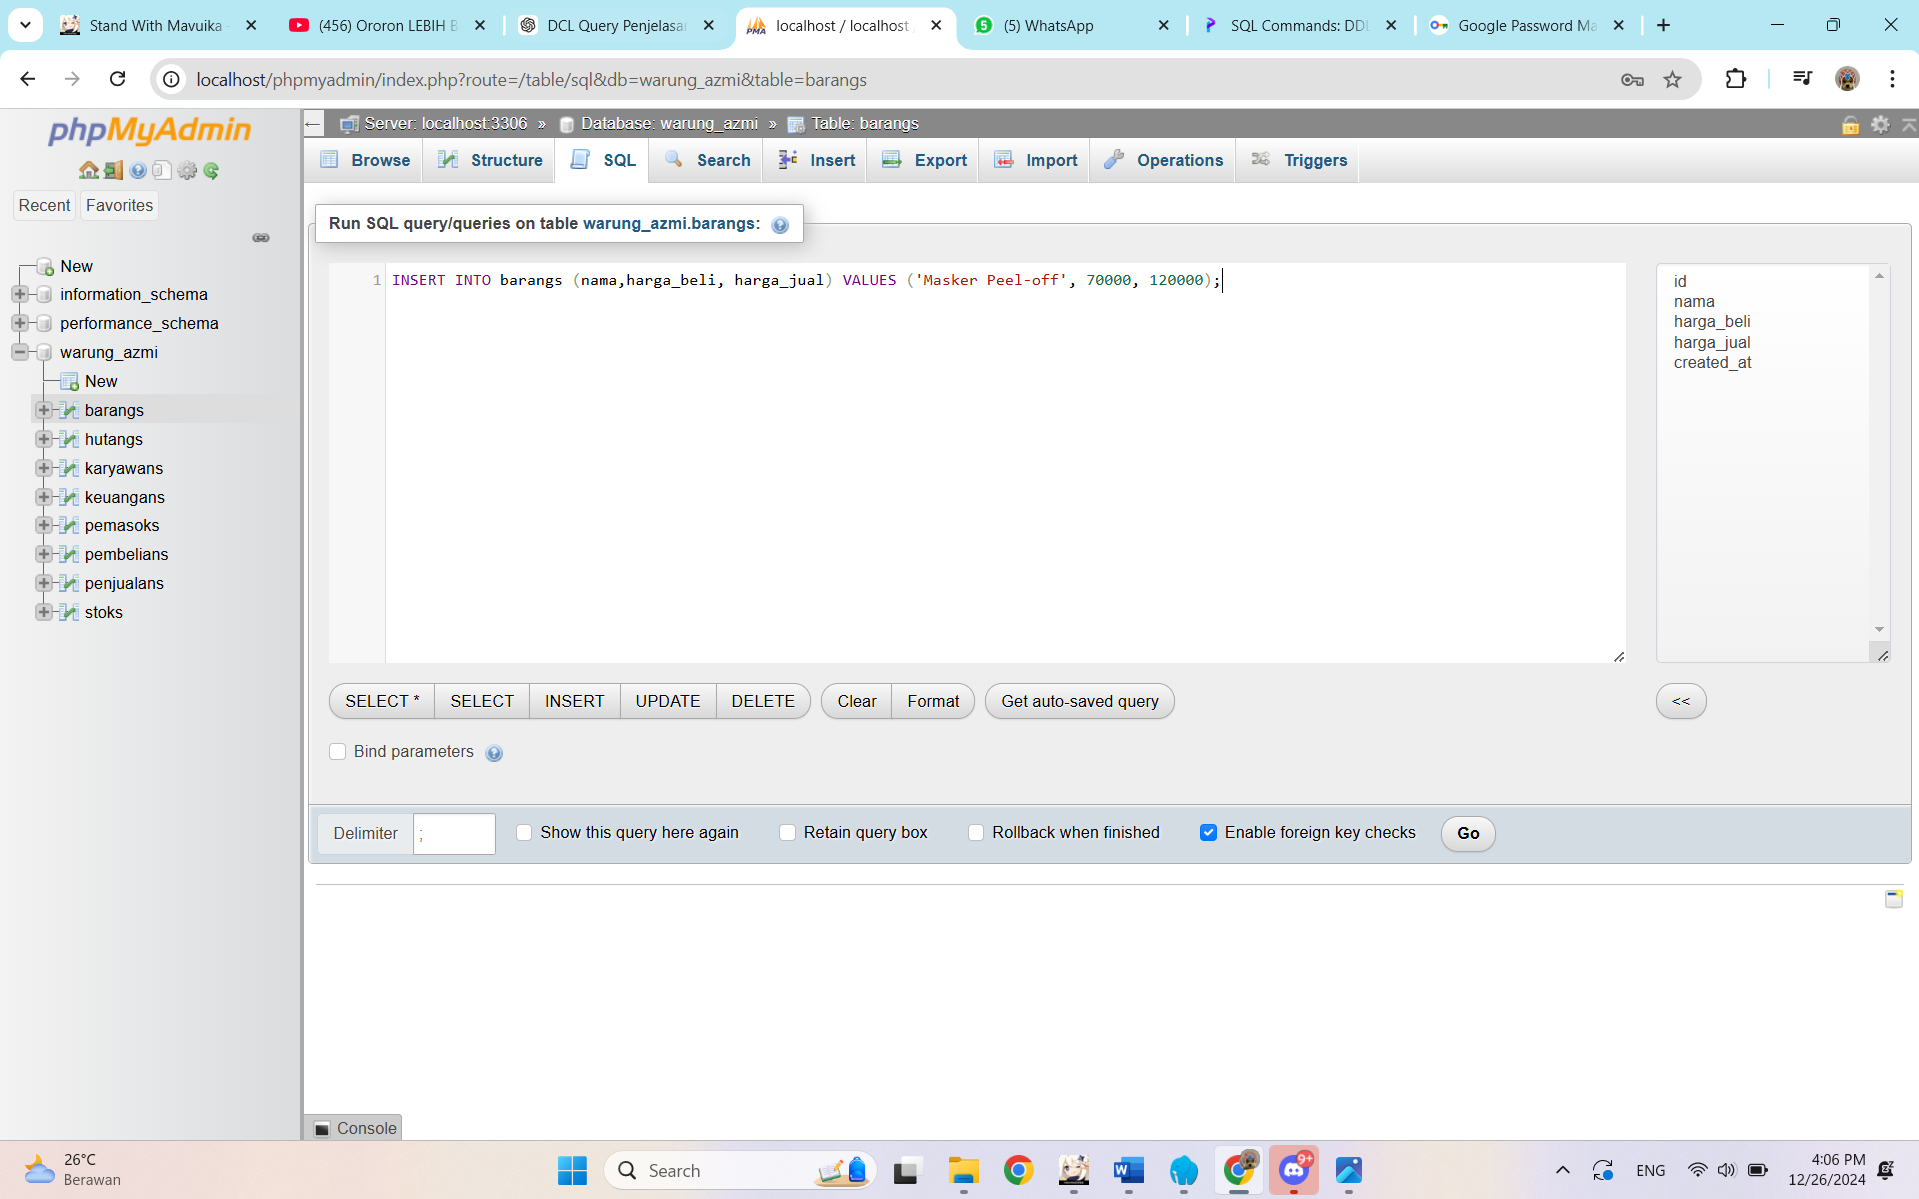 Stand With Mavuika -
(456) Ororon LEBIH B
DCL Query Penjelasan
localhost / localhost /
(5) WhatsApp
SQL Commands: DDL
Google Password Ma
localhost/phpmyadmin/index.php?route=/table/sql&db=warung_azmi&table=barangs
phpMyAdmin
Recent
Favorites
New
information_schema
performance_schema
warung_azmi
New
barangs
hutangs
karyawans
keuangans
pemasoks
pembelians
penjualans
stoks
Server: localhost:3306 » Database: warung_azmi » Table: barangs
Browse
Structure
SQL
Search
Insert
Export
Import
Operations
Triggers
Run SQL query/queries on table warung_azmi.barangs:
1 INSERT INTO barangs (nama,harga_beli, harga_jual) VALUES ('Masker Peel-off', 70000, 120000);
id
nama
harga_beli
harga_jual
created_at
SELECT *
SELECT
INSERT
UPDATE
DELETE
Clear
Format
Get auto-saved query
<<
Bind parameters
Delimiter
;
Show this query here again
Retain query box
Rollback when finished
Enable foreign key checks
Go
Console
26°C
Berawan
Search
9+
ENG
4:06 PM
12/26/2024